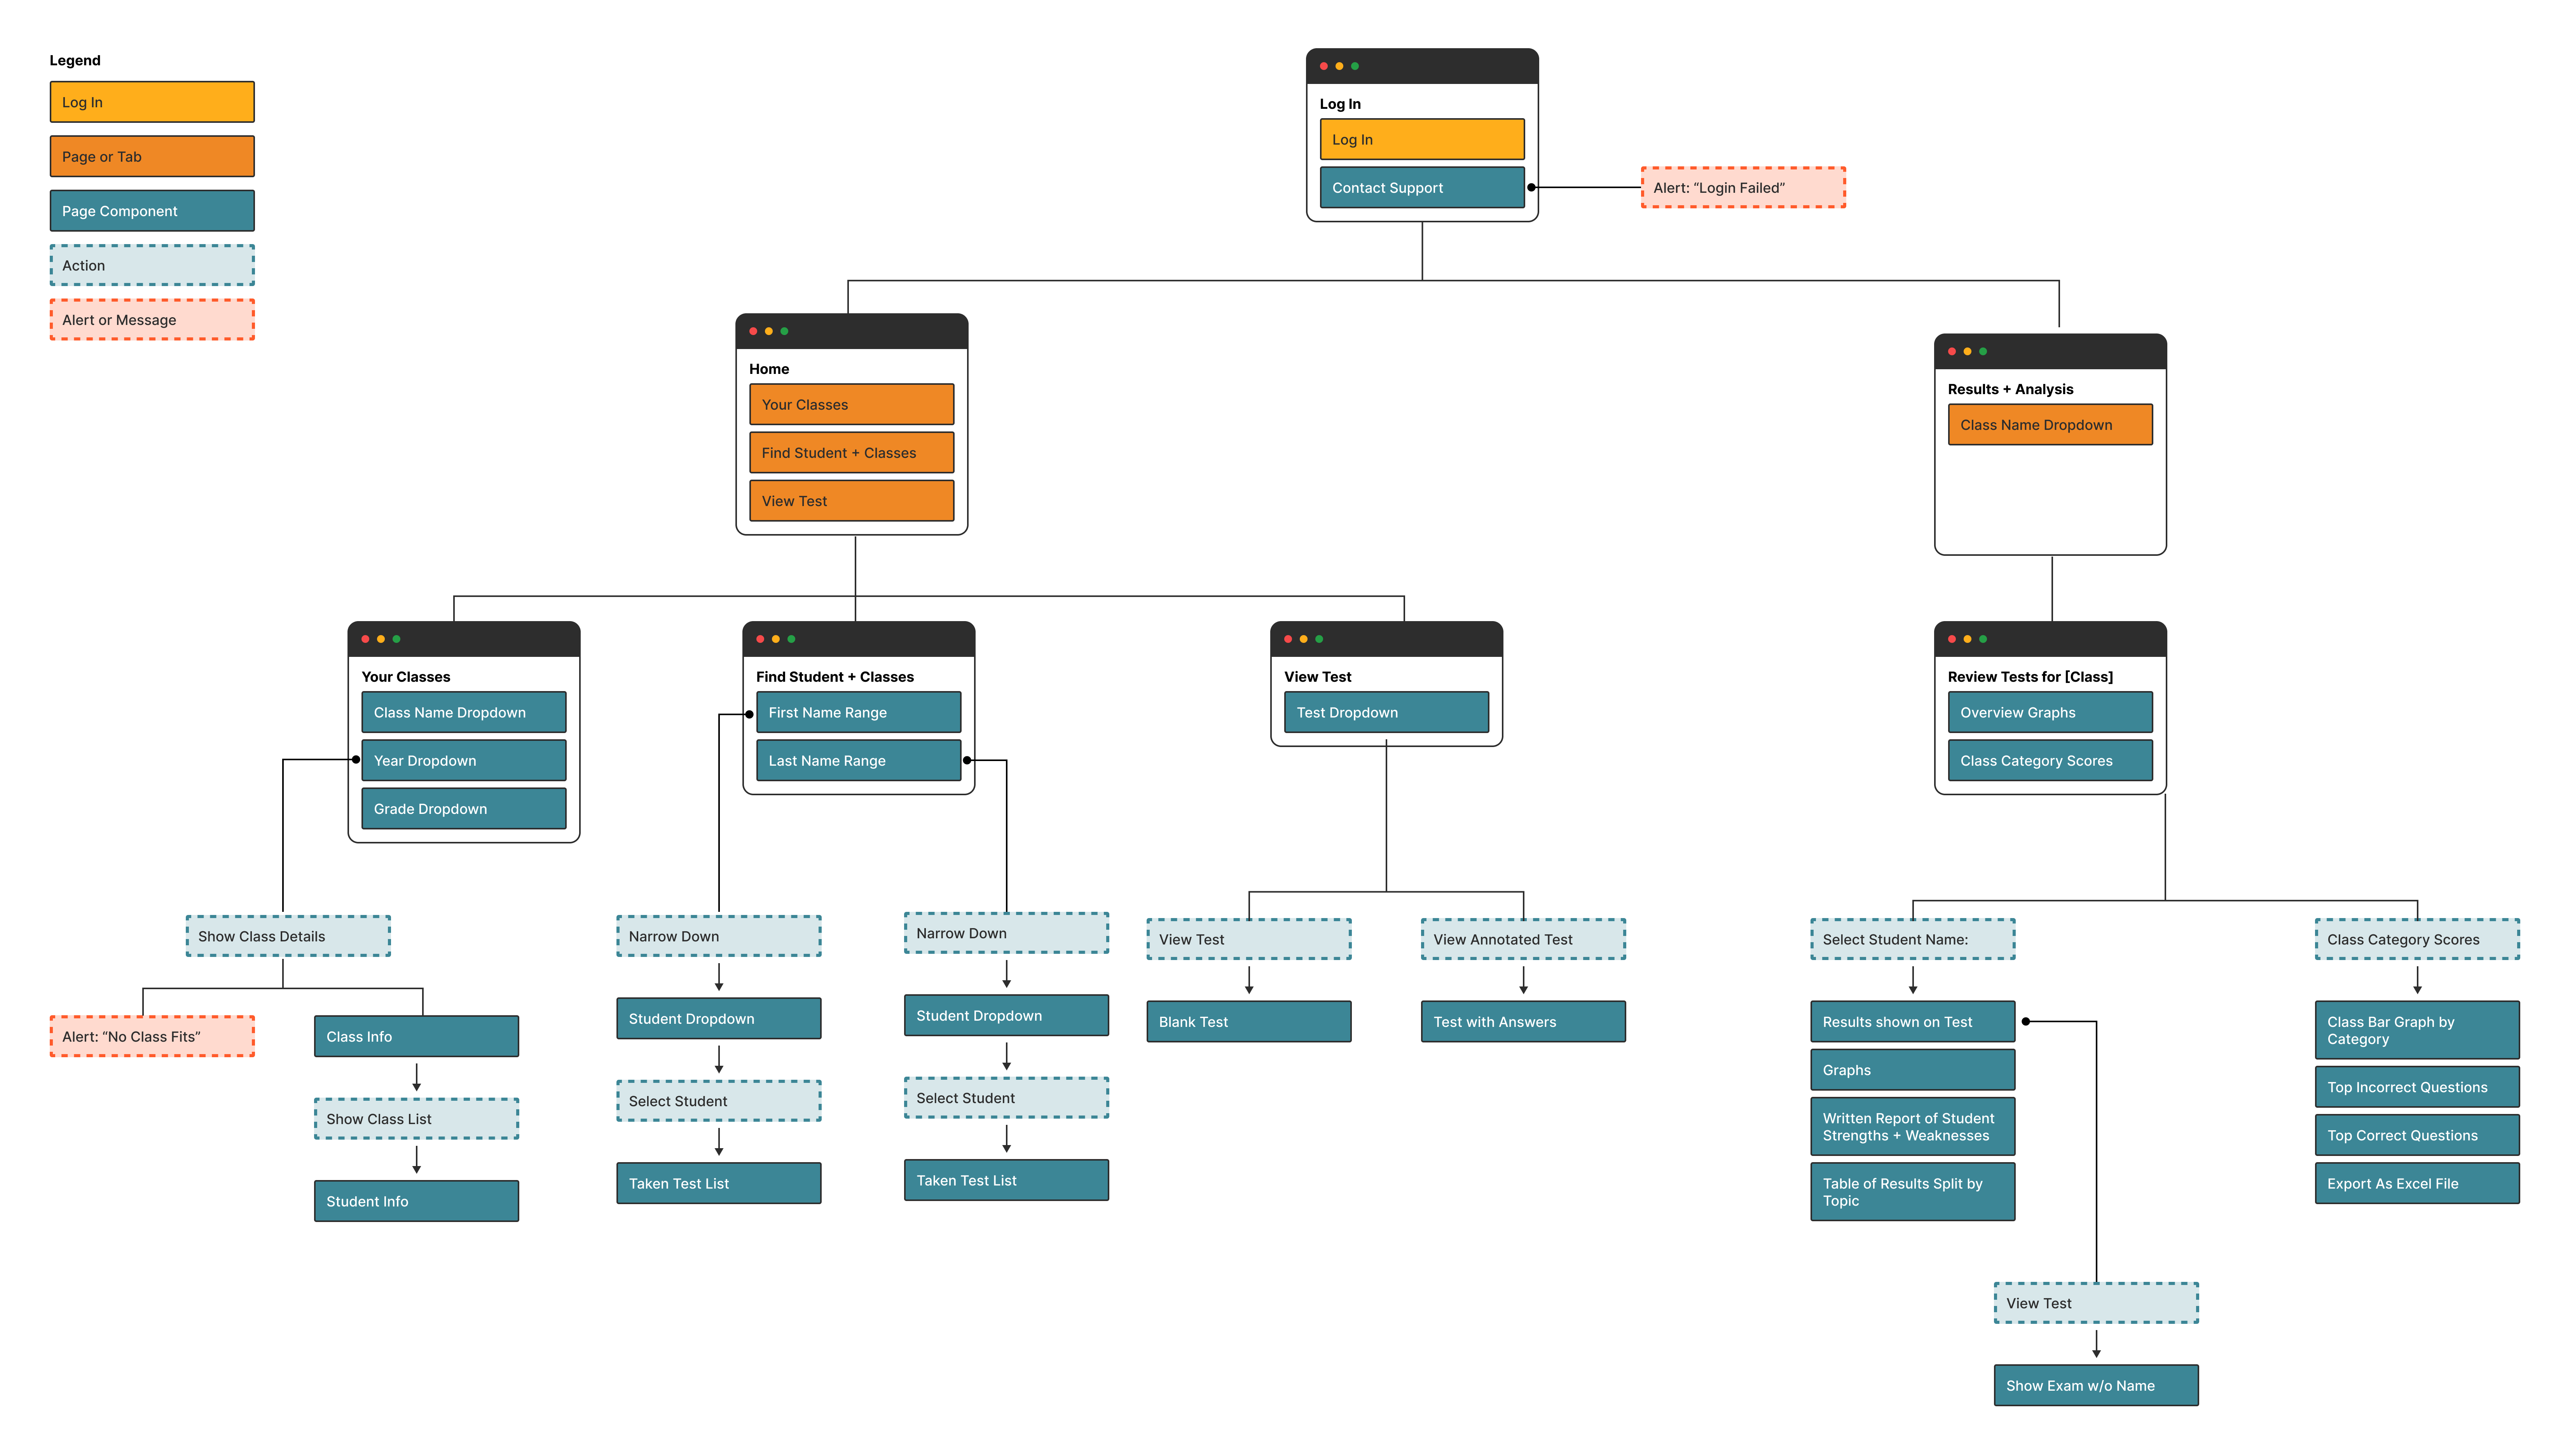 Legend
Log In
Page or Tab
Page Component
Action
Alert or Message
Log In
Log In
Contact Support
Alert: “Login Failed”
Home
Your Classes
Find Student + Classes
View Test
Results + Analysis
Class Name Dropdown
Your Classes
Class Name Dropdown
Year Dropdown
Grade Dropdown
Find Student + Classes
First Name Range
Last Name Range
View Test
Test Dropdown
Review Tests for [Class]
Overview Graphs
Class Category Scores
Show Class Details
Alert: “No Class Fits”
Class Info
Show Class List
Student Info
Narrow Down
Student Dropdown
Select Student
Taken Test List
Narrow Down
Student Dropdown
Select Student
Taken Test List
View Test
Blank Test
View Annotated Test
Test with Answers
Select Student Name:
Results shown on Test
Graphs
Written Report of Student
Strengths + Weaknesses
Table of Results Split by
Topic
View Test
Show Exam w/o Name
Class Category Scores
Class Bar Graph by
Category
Top Incorrect Questions
Top Correct Questions
Export As Excel File